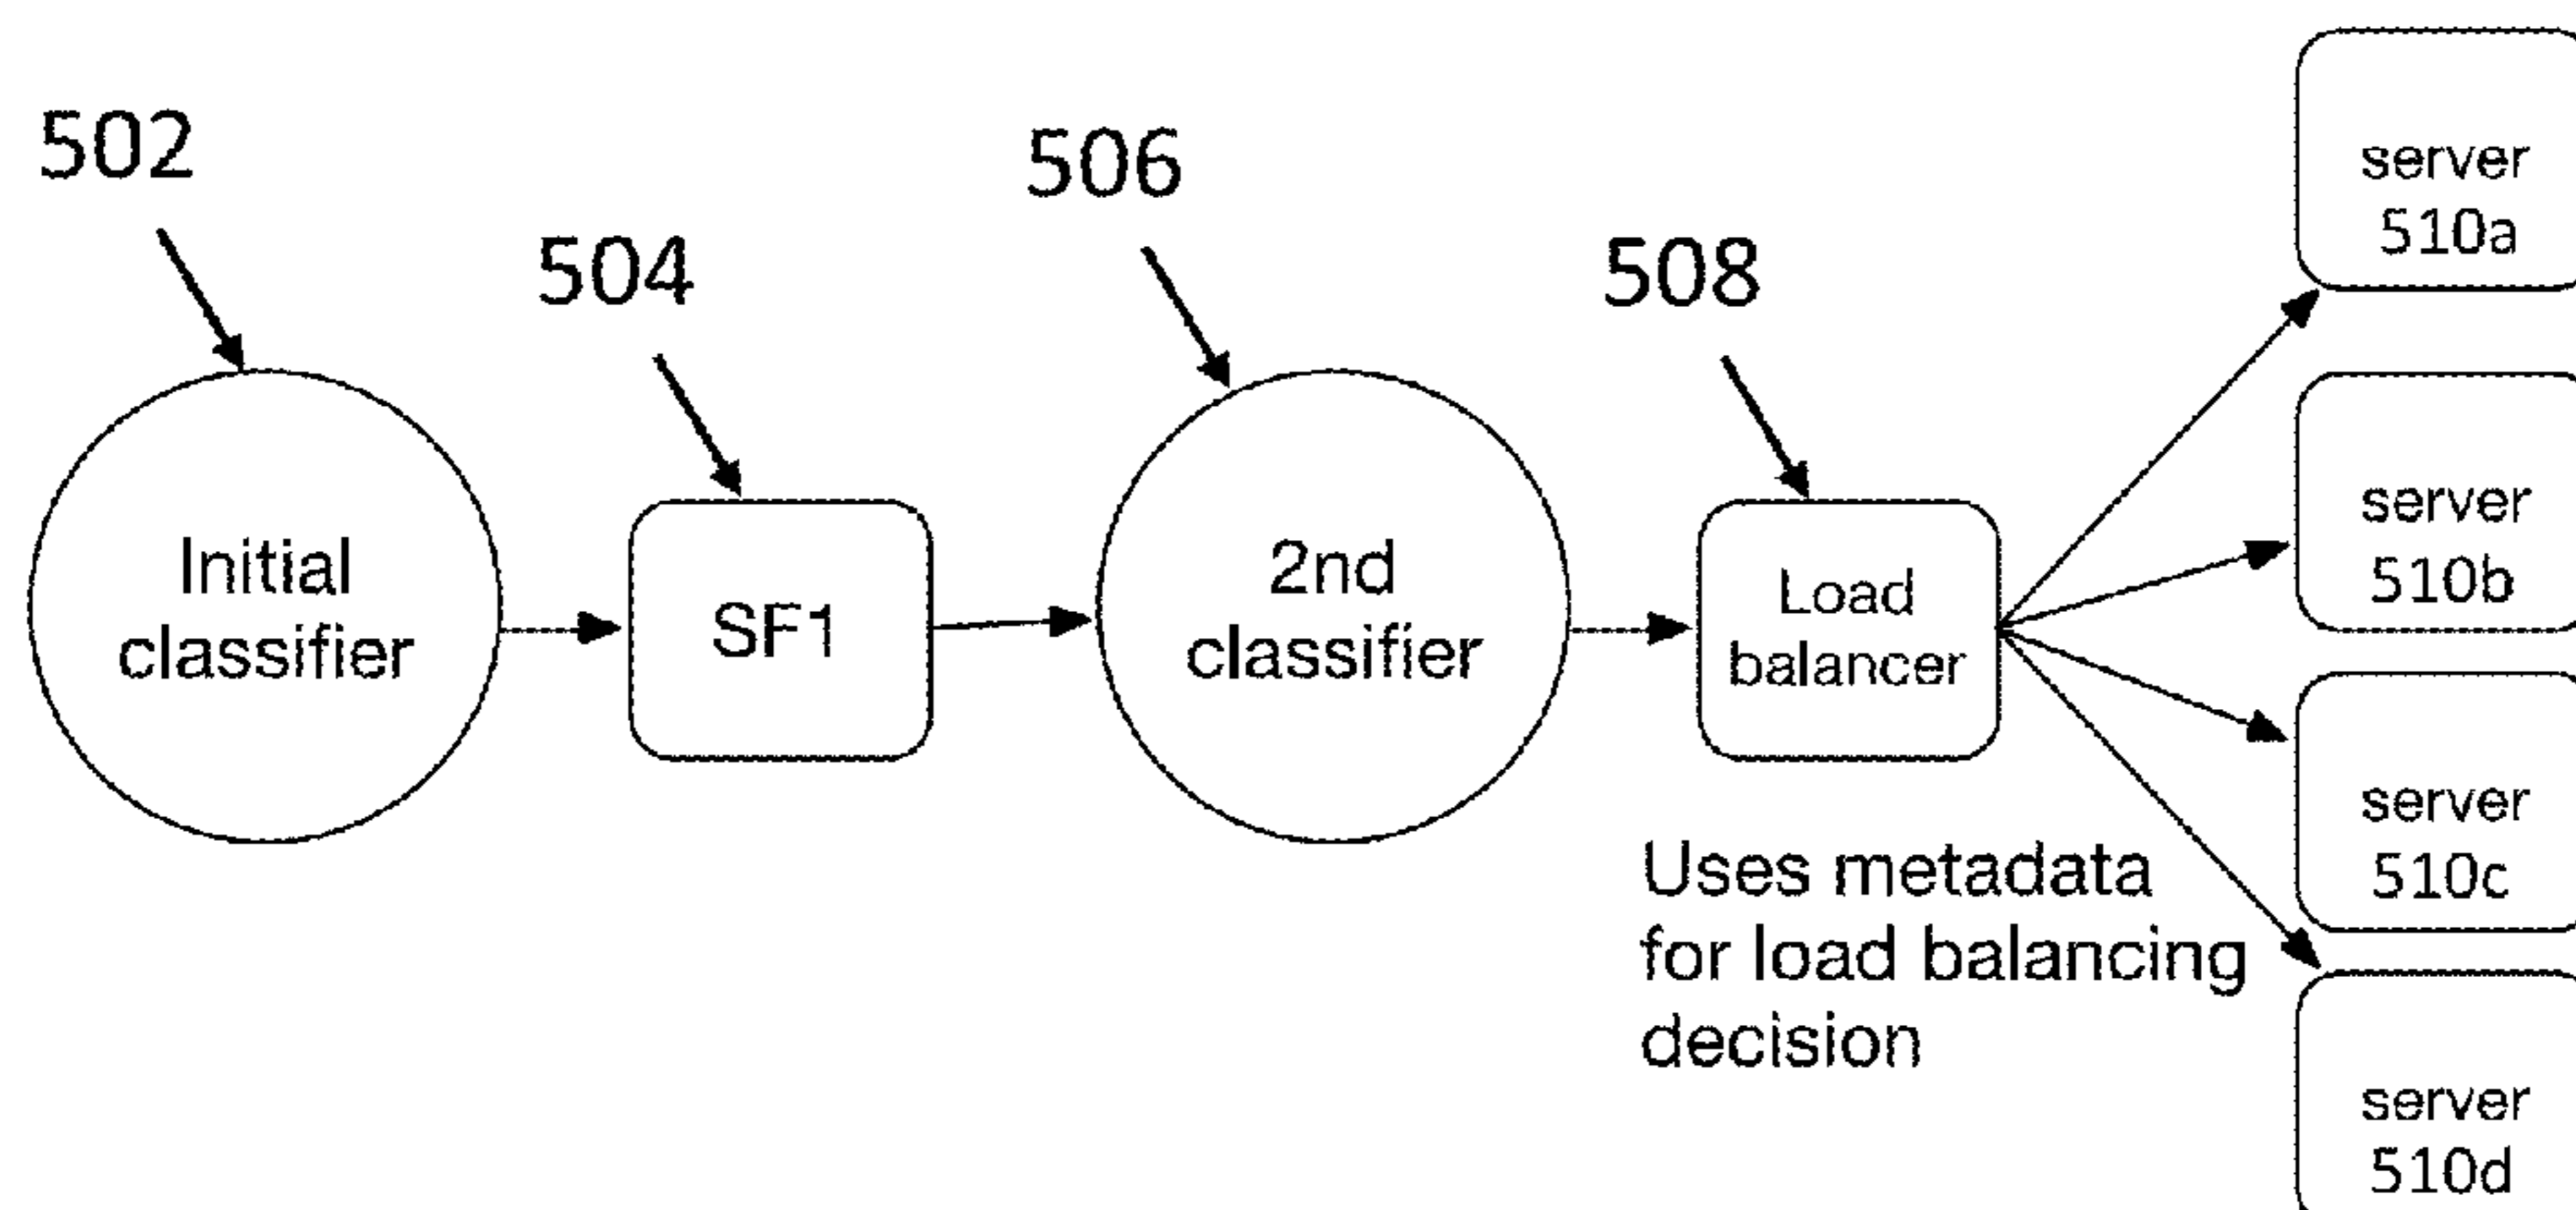 502
Initial
classifier
504
SF1
506
2nd
classifier
508
Load
balancer
Uses metadata
for load balancing
decision
server
510a
server
510b
server
510c
server
510d